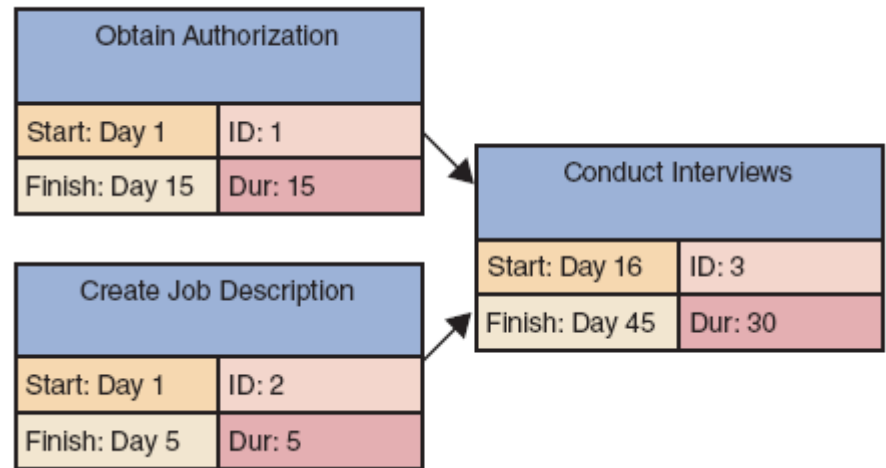 Obtain Authorization
Start: Day 1 ID: 1
Finish: Day 15 Dur: 15
Conduct Interviews
Start: Day 16 ID: 3
Finish: Day 45 Dur: 30
Create Job Description
Start: Day 1 ID: 2
Finish: Day 5 Dur: 5